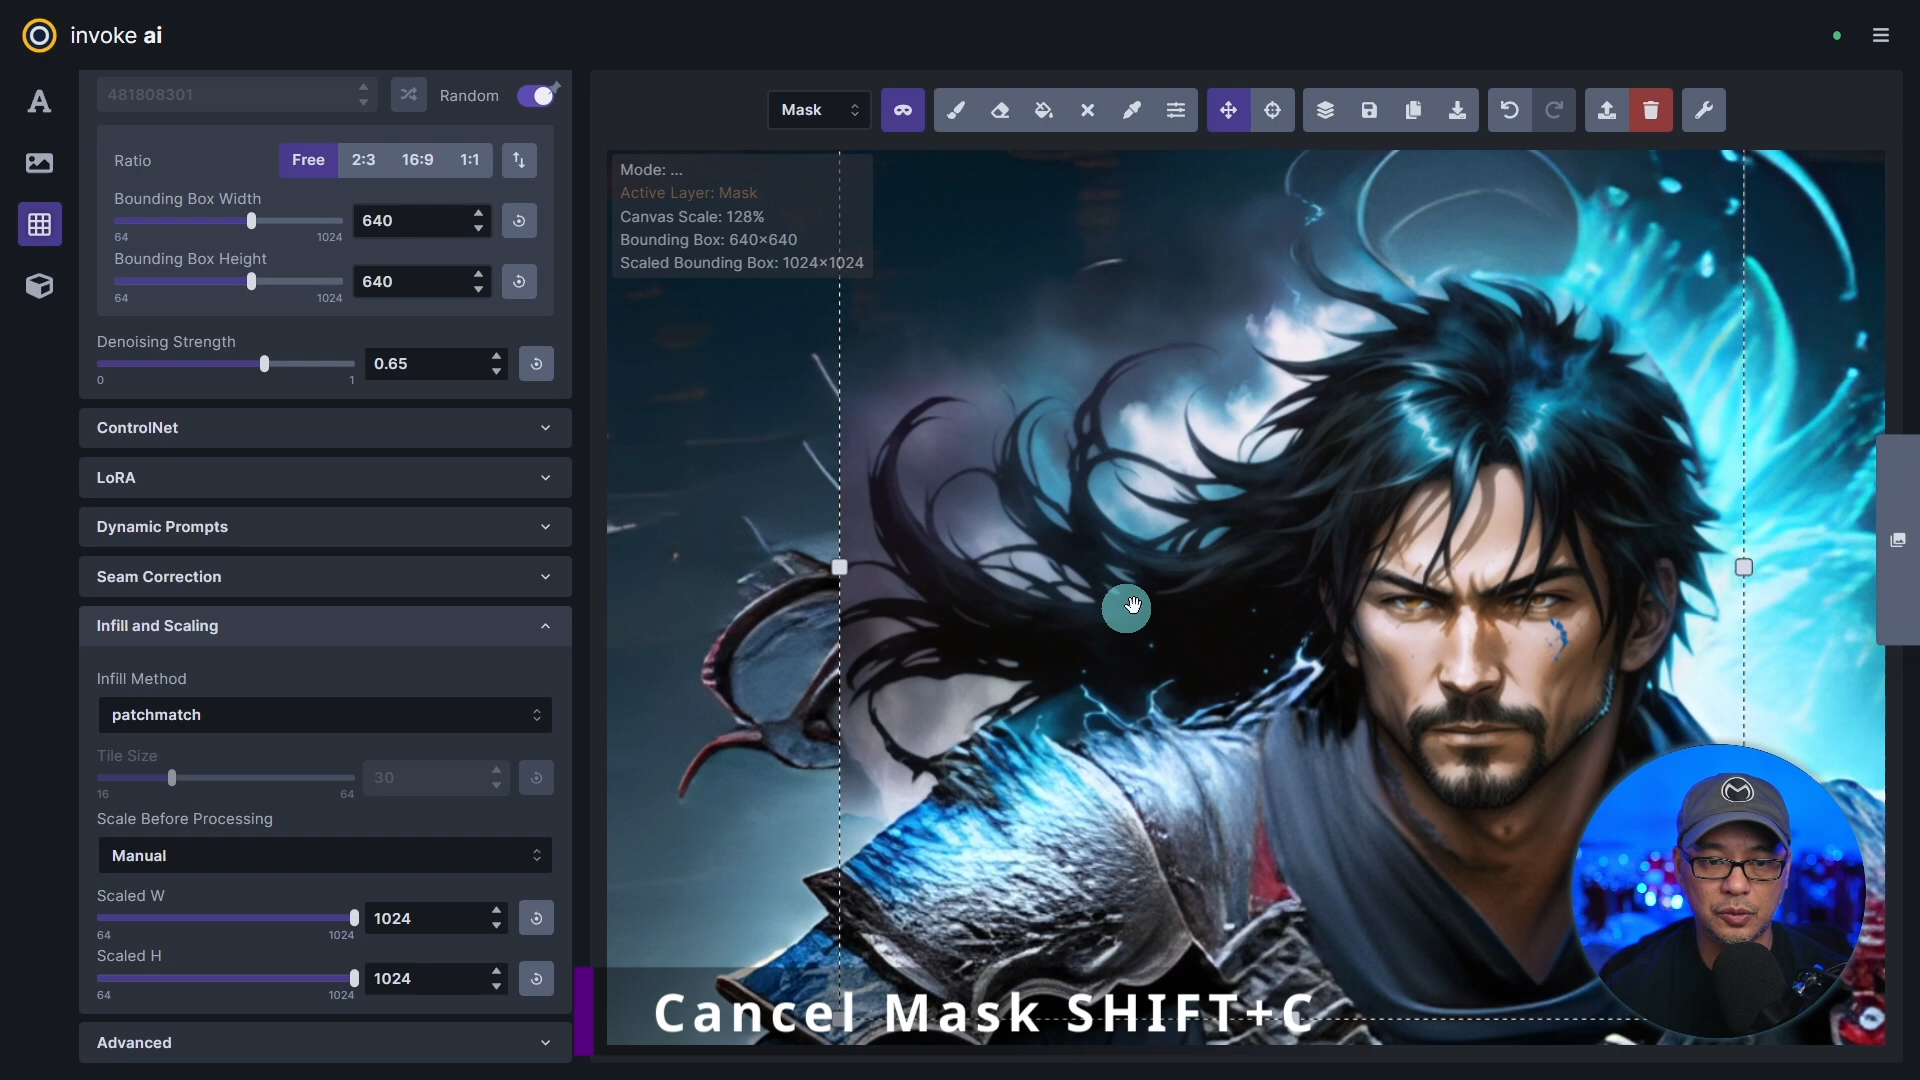 invoke ai
481808301
Random
Ratio
Free
2:3
16:9
1:1
Bounding Box Width
640
64
1024
Bounding Box Height
640
64
1024
Denoising Strength
0.65
0
1
ControlNet
LoRA
Dynamic Prompts
Seam Correction
Infill and Scaling
Infill Method
patchmatch
Tile Size
30
16
64
Scale Before Processing
Manual
Scaled W
1024
64
1024
Scaled H
1024
64
1024
Advanced
Mask
Mode: ...
Active Layer: Mask
Canvas Scale: 128%
Bounding Box: 640×640
Scaled Bounding Box: 1024×1024
Cancel Mask SHIFT+C